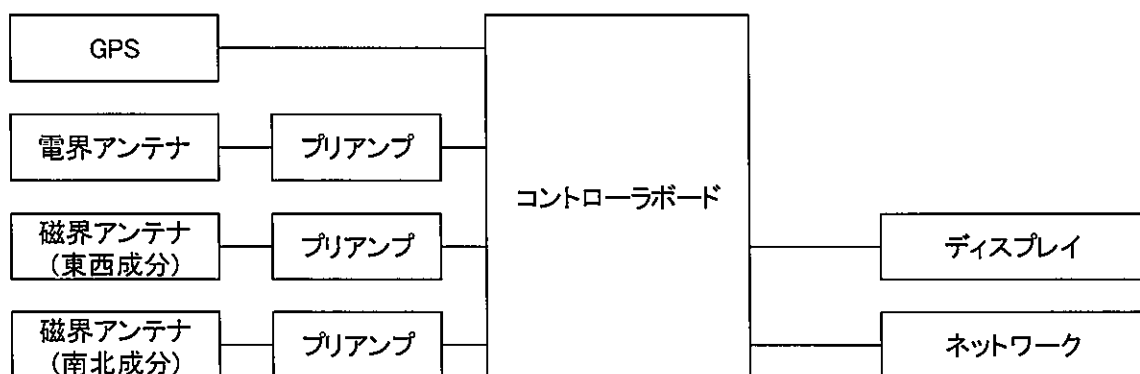 GPS
電界アンテナ
プリアンプ
磁界アンテナ
(東西成分)
プリアンプ
磁界アンテナ
(南北成分)
プリアンプ
コントローラボード
ディスプレイ
ネットワーク